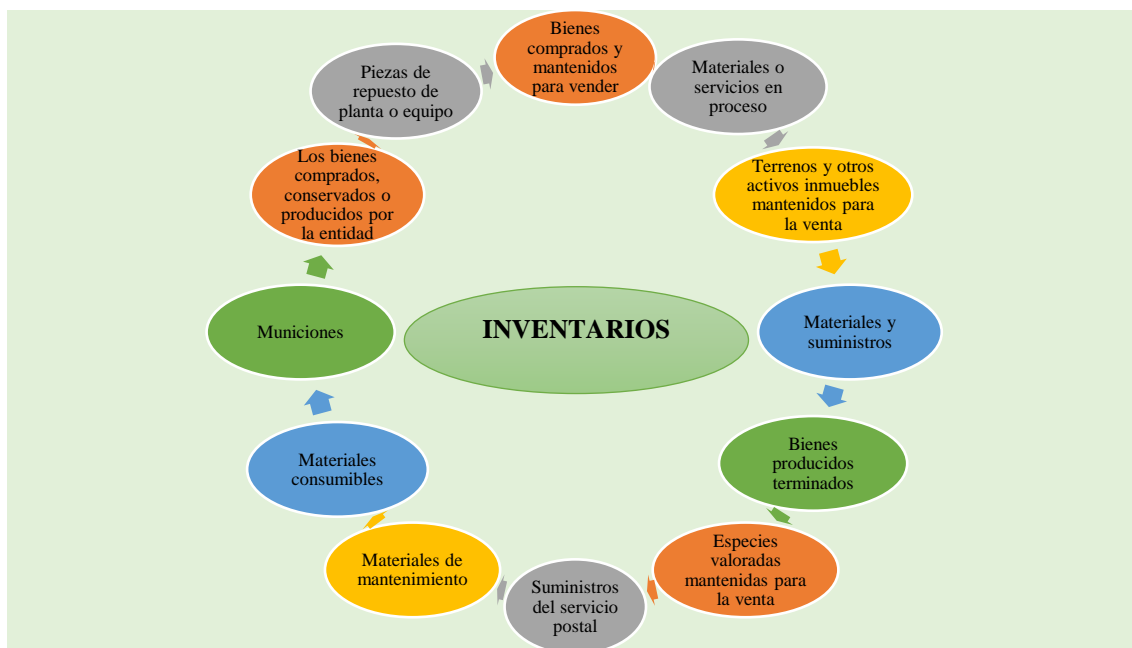 Bienes
comprados y
mantenidos
para vender
Materiales o
servicios en
proceso
Terrenos y otros
activos inmuebles
mantenidos para
la venta
Materiales y
suministros
Bienes
producidos
terminados
Especies
valoradas
mantenidas para
la venta
Suministros
del servicio
postal
Materiales de
mantenimiento
Materiales
consumibles
Municiones
Los bienes
comprados,
conservados o
producidos por
la entidad
Piezas de
repuesto de
planta o equipo
INVENTARIOS